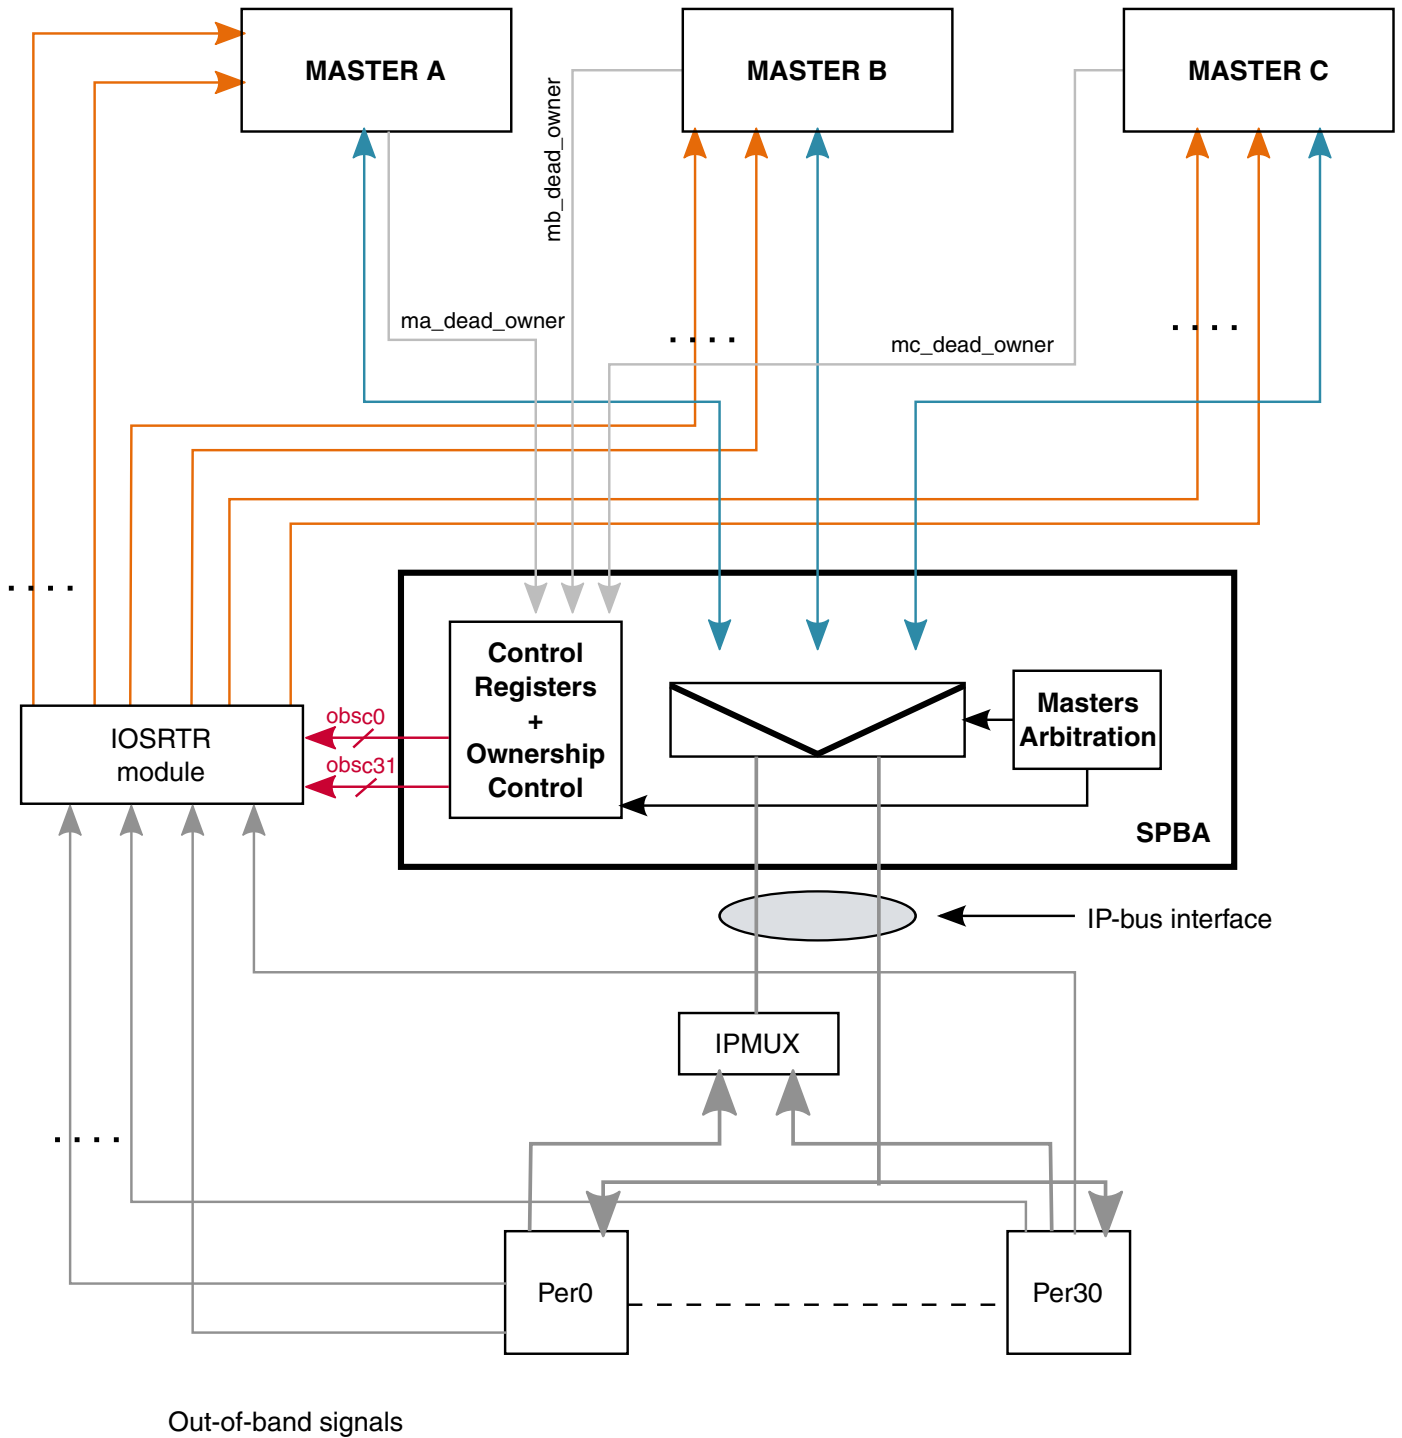 MASTER A
MASTER B
MASTER C
mb_dead_owner
ma_dead_owner
mc_dead_owner
. . . .
. . . .
. . . .
Control
Registers
+
Ownership
Control
Masters
Arbitration
SPBA
obsc0
obsc31
IOSRTR
module
IP-bus interface
IPMUX
. . . .
Per0
Per30
Out-of-band signals